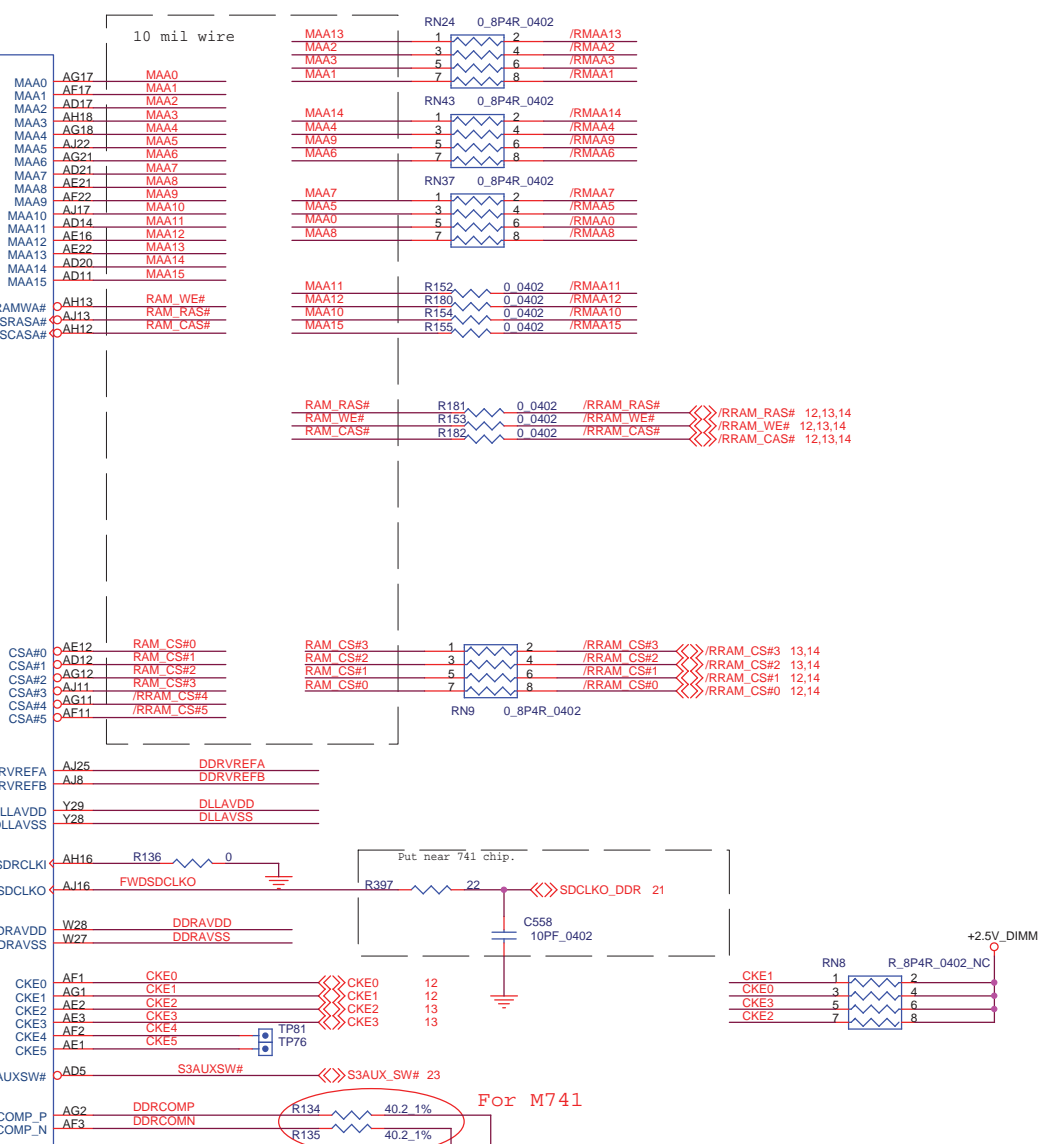 10 mil wire
RN24 0_8P4R_0402
MAA13 1 2 /RMAA13
MAA2 3 4 /RMAA2
MAA3 5 6 /RMAA3
MAA1 7 8 /RMAA1
MAA0 AG17 MAA0
MAA1 AF17 MAA1
MAA2 AD17 MAA2
MAA3 AH18 MAA3
MAA4 AG18 MAA4
MAA5 AJ22 MAA5
MAA6 AG21 MAA6
MAA7 AD21 MAA7
MAA8 AE21 MAA8
MAA9 AF22 MAA9
MAA10 AJ17 MAA10
MAA11 AD14 MAA11
MAA12 AE16 MAA12
MAA13 AE22 MAA13
MAA14 AD20 MAA14
MAA15 AD11 MAA15
RN43 0_8P4R_0402
MAA14 1 2 /RMAA14
MAA4 3 4 /RMAA4
MAA9 5 6 /RMAA9
MAA6 7 8 /RMAA6
RN37 0_8P4R_0402
MAA7 1 2 /RMAA7
MAA5 3 4 /RMAA5
MAA0 5 6 /RMAA0
MAA8 7 8 /RMAA8
MAA11 R152 0_0402 /RMAA11
MAA12 R180 0_0402 /RMAA12
MAA10 R154 0_0402 /RMAA10
MAA15 R155 0_0402 /RMAA15
RAMWA# AH13 RAM_WE#
SRASA# AJ13 RAM_RAS#
SCASA# AH12 RAM_CAS#
RAM_RAS# R181 0_0402 /RRAM_RAS# /RRAM_RAS# 12,13,14
RAM_WE# R153 0_0402 /RRAM_WE# /RRAM_WE# 12,13,14
RAM_CAS# R182 0_0402 /RRAM_CAS# /RRAM_CAS# 12,13,14
CSA#0 AE12 RAM_CS#0
CSA#1 AD12 RAM_CS#1
CSA#2 AG12 RAM_CS#2
CSA#3 AJ11 RAM_CS#3
CSA#4 AG11 /RRAM_CS#4
CSA#5 AF11 /RRAM_CS#5
RAM_CS#3 1 2 /RRAM_CS#3 /RRAM_CS#3 13,14
RAM_CS#2 3 4 /RRAM_CS#2 /RRAM_CS#2 13,14
RAM_CS#1 5 6 /RRAM_CS#1 /RRAM_CS#1 12,14
RAM_CS#0 7 8 /RRAM_CS#0 /RRAM_CS#0 12,14
RN9 0_8P4R_0402
RVREFA AJ25 DDRVREFA
RVREFB AJ8 DDRVREFB
LLAVDD Y29 DLLAVDD
LLAVSS Y28 DLLAVSS
SDRCLKI AH16 R136 0
SDCLKO AJ16 FWDSDCLKO
Put near 741 chip.
R397 22 SDCLKO_DDR 21
C558
10PF_0402
DRAVDD W28 DDRAVDD
DRAVSS W27 DDRAVSS
CKE0 AF1 CKE0 CKE0 12
CKE1 AG1 CKE1 CKE1 12
CKE2 AE2 CKE2 CKE2 13
CKE3 AE3 CKE3 CKE3 13
CKE4 AF2 CKE4 TP81
CKE5 AE1 CKE5 TP76
+2.5V_DIMM
RN8 R_8P4R_0402_NC
CKE1 1 2
CKE0 3 4
CKE3 5 6
CKE2 7 8
AUXSW# AD5 S3AUXSW# S3AUX_SW# 23
For M741
COMP_P AG2 DDRCOMP R134 40.2_1%
COMP_N AF3 DDRCOMN R135 40.2_1%